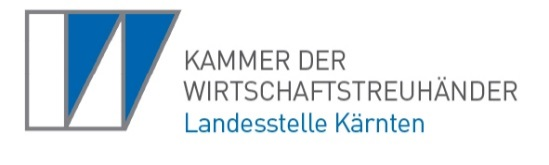 KAMMER DER
WIRTSCHAFTSTREUHÄNDER
Landesstelle Kärnten